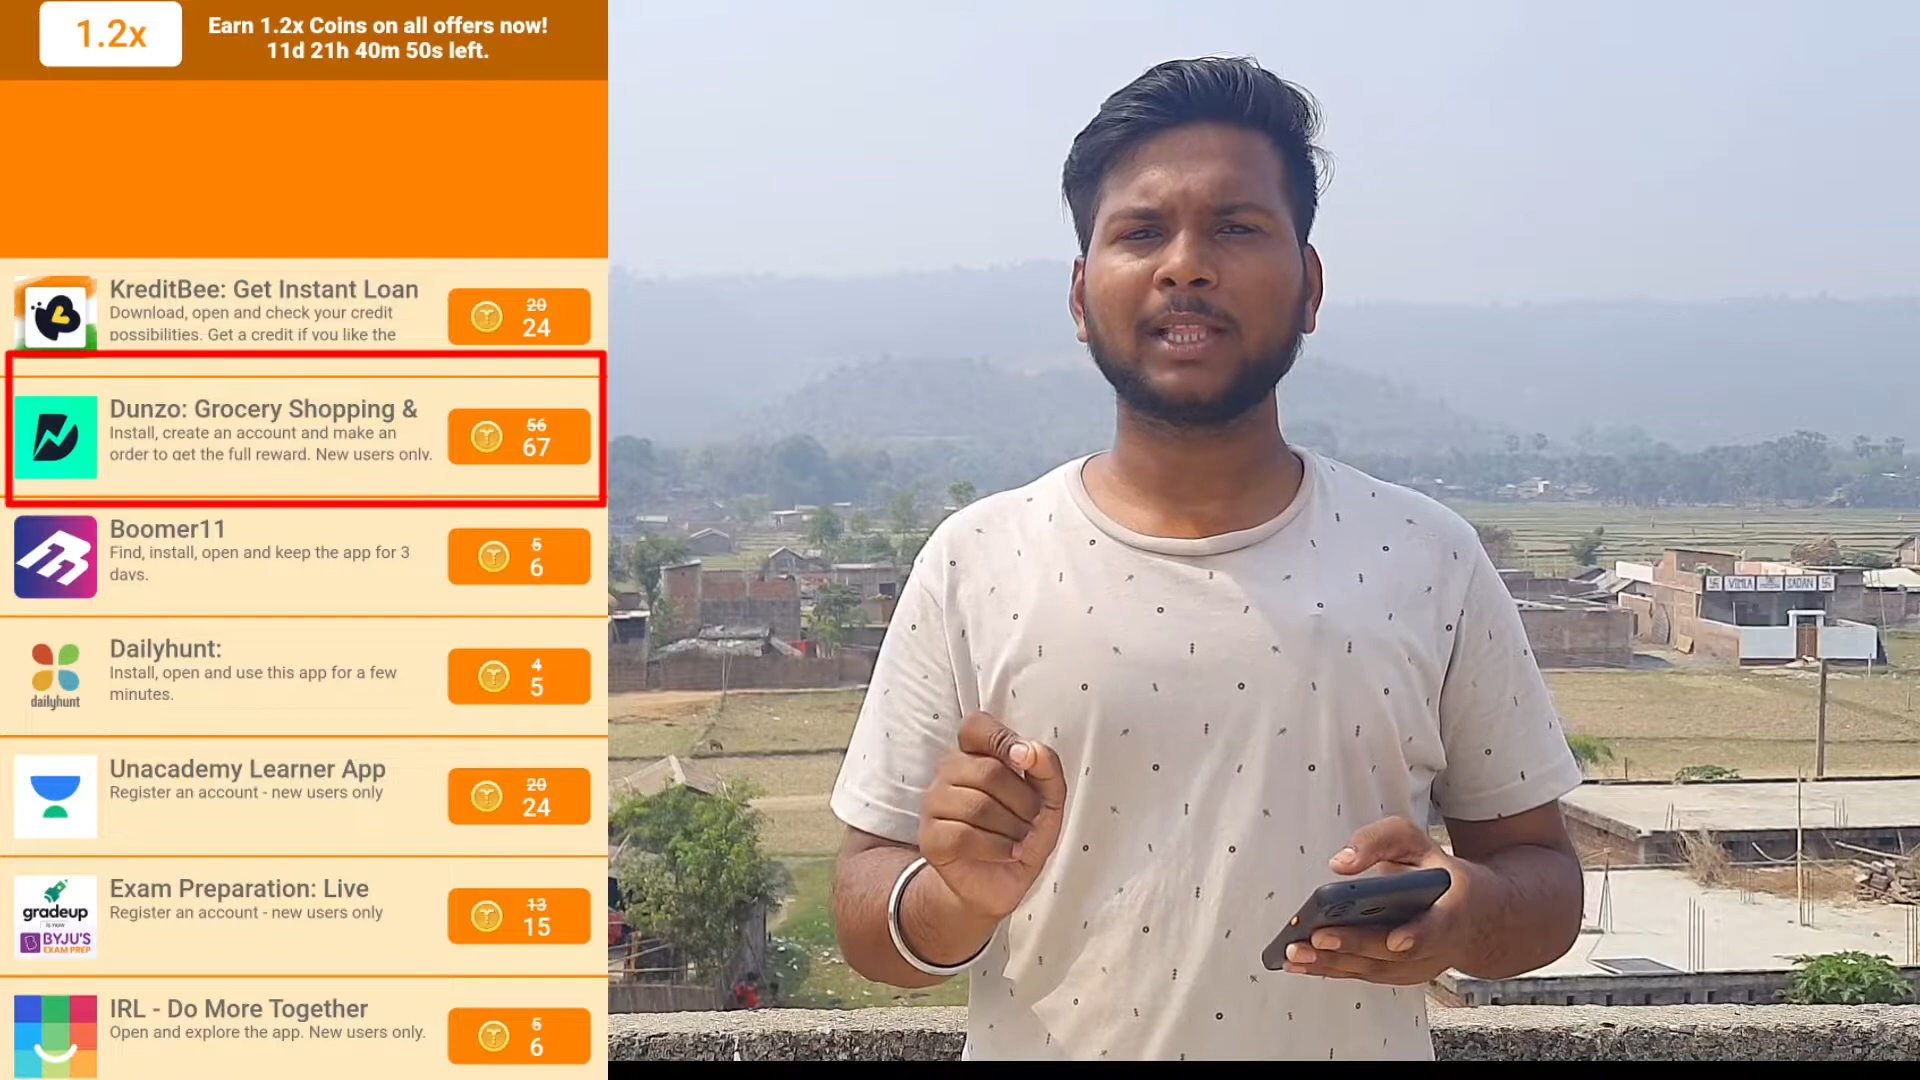 1.2x
Earn 1.2x Coins on all offers now!
11d 21h 40m 50s left.
KreditBee: Get Instant Loan
Download, open and check your credit
possibilities. Get a credit if you like the
20
24
Dunzo: Grocery Shopping &
Install, create an account and make an
order to get the full reward. New users only.
56
67
Boomer11
Find, install, open and keep the app for 3
days.
5
6
dailyhunt
Dailyhunt:
Install, open and use this app for a few
minutes.
4
5
Unacademy Learner App
Register an account - new users only
20
24
gradeup
is now
BYJU'S
EXAM PREP
Exam Preparation: Live
Register an account - new users only
13
15
IRL - Do More Together
Open and explore the app. New users only.
5
6
VIMLA
SADAN